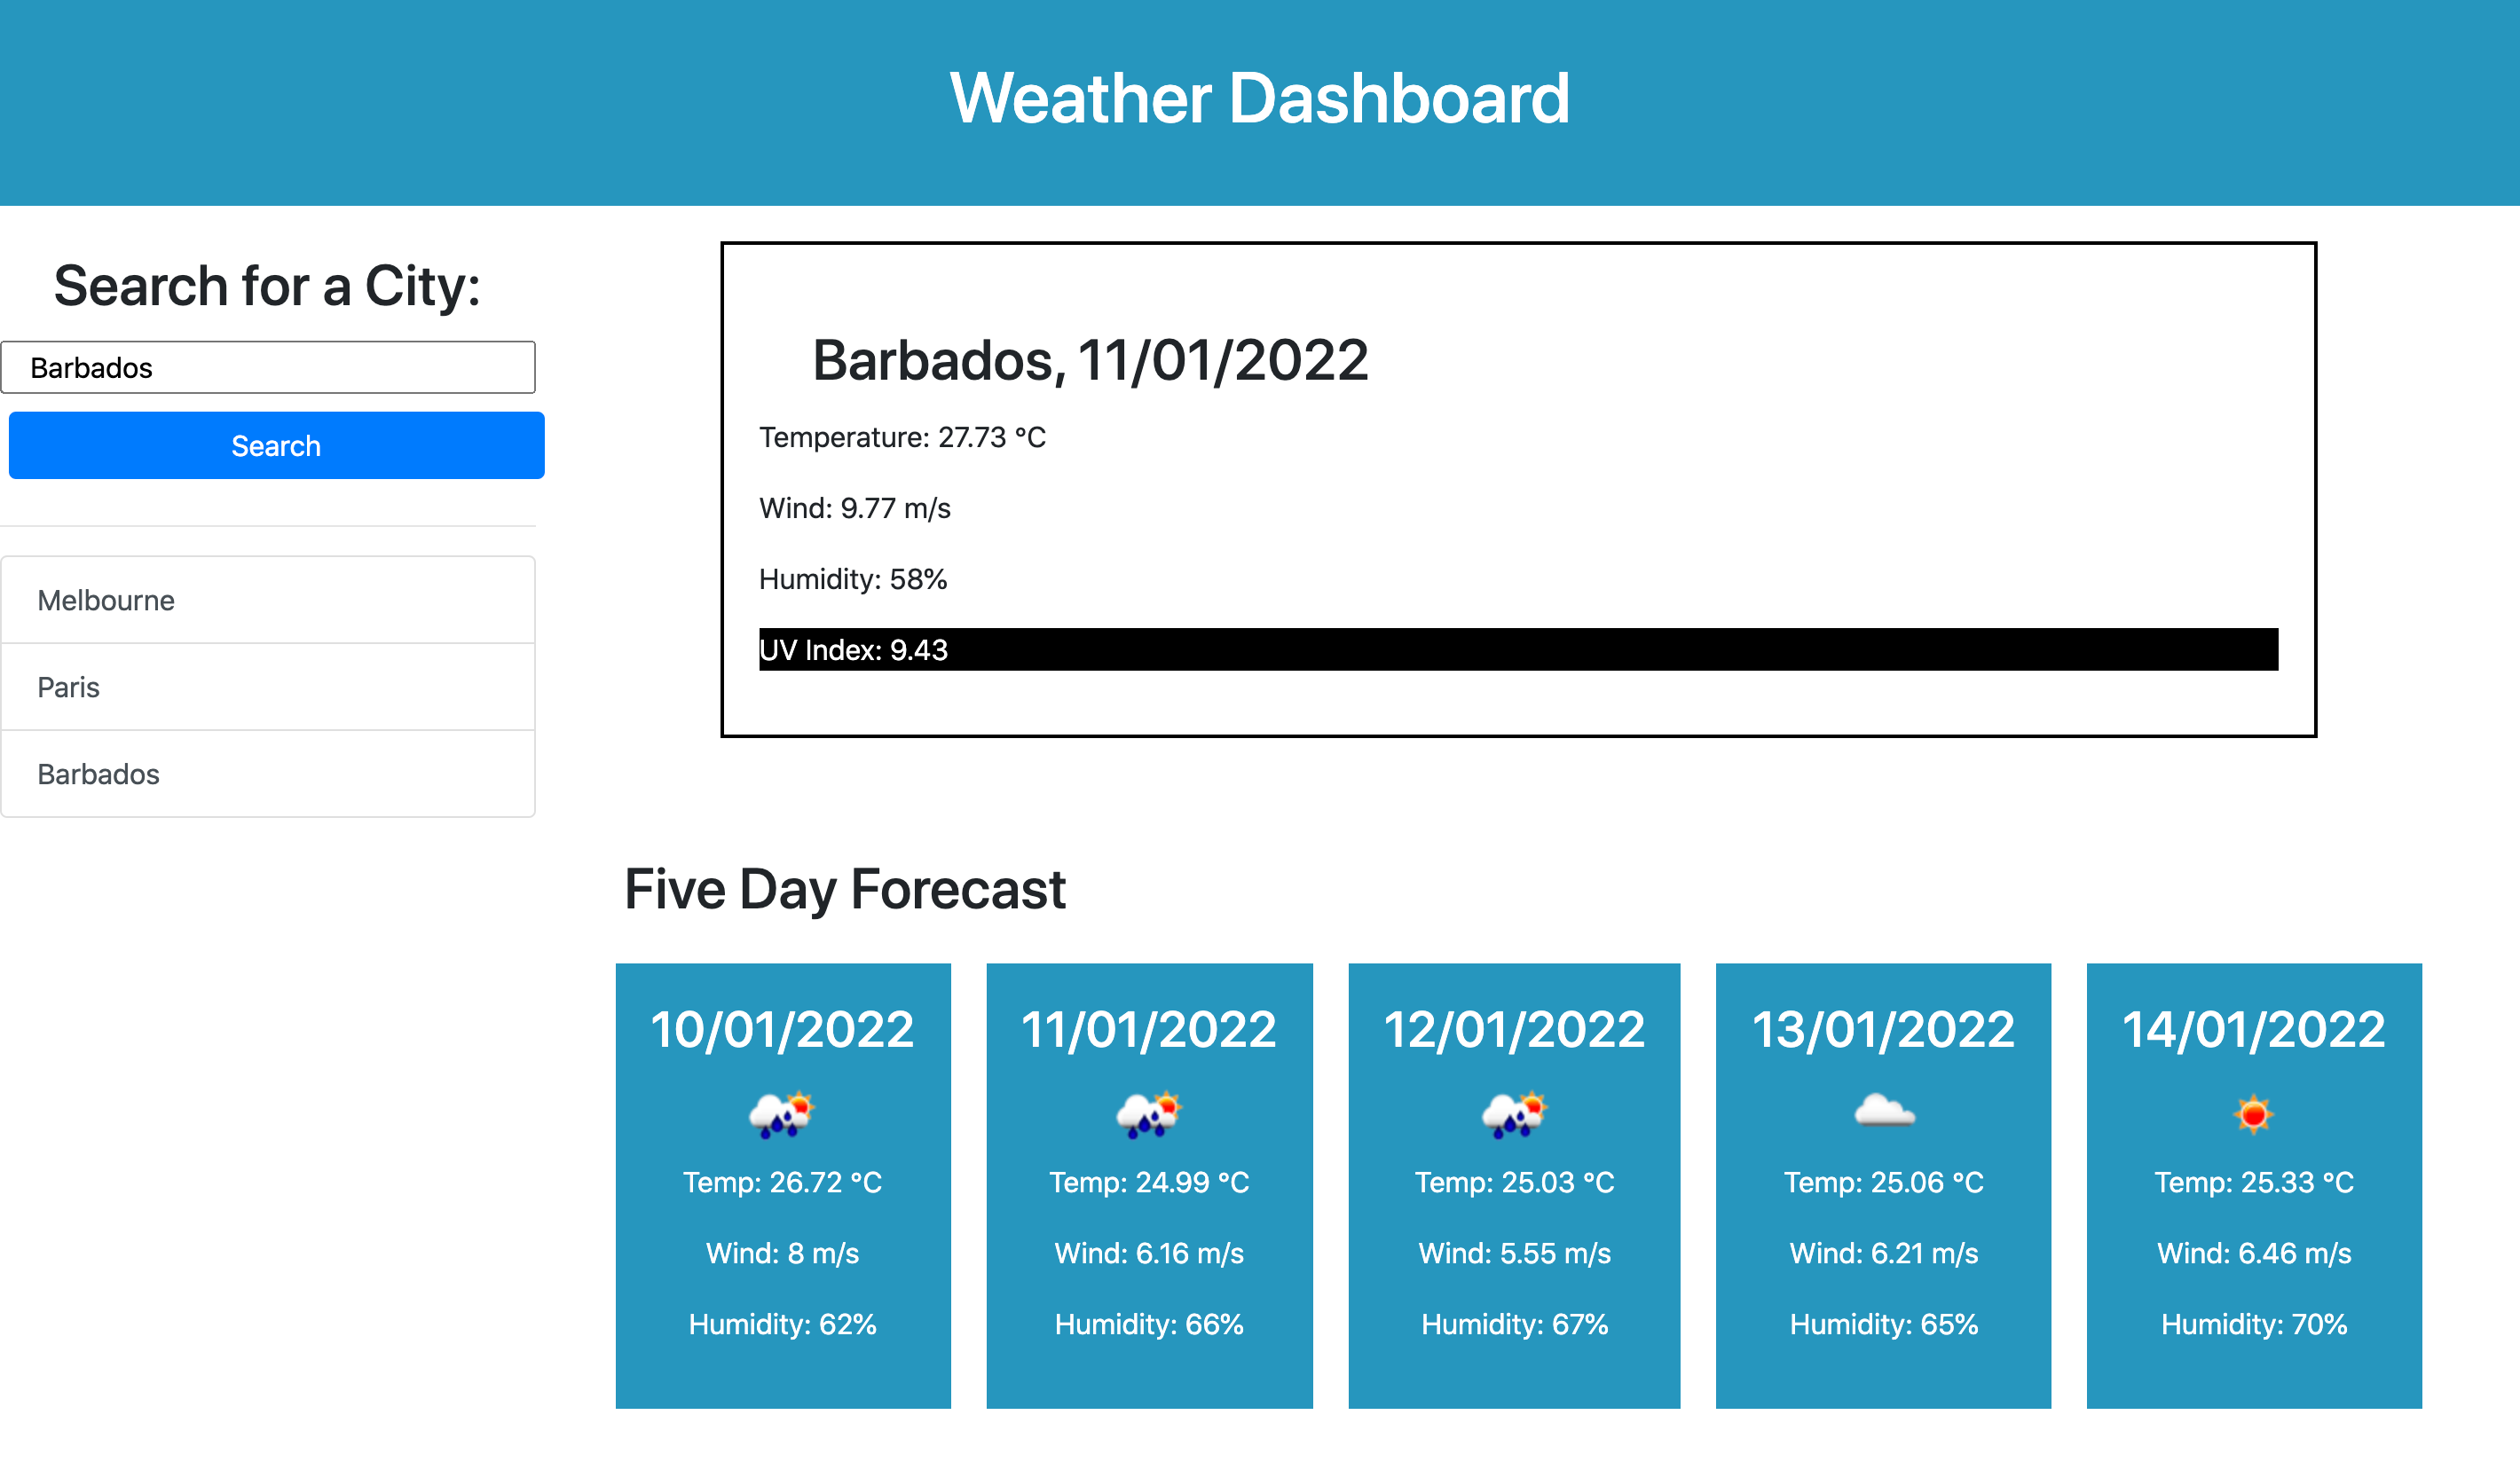 Weather Dashboard
Search for a City:
Barbados
Search
Melbourne
Paris
Barbados
Barbados, 11/01/2022
Temperature: 27.73 °C
Wind: 9.77 m/s
Humidity: 58%
UV Index: 9.43
Five Day Forecast
10/01/2022
Temp: 26.72 °C
Wind: 8 m/s
Humidity: 62%
11/01/2022
Temp: 24.99 °C
Wind: 6.16 m/s
Humidity: 66%
12/01/2022
Temp: 25.03 °C
Wind: 5.55 m/s
Humidity: 67%
13/01/2022
Temp: 25.06 °C
Wind: 6.21 m/s
Humidity: 65%
14/01/2022
Temp: 25.33 °C
Wind: 6.46 m/s
Humidity: 70%